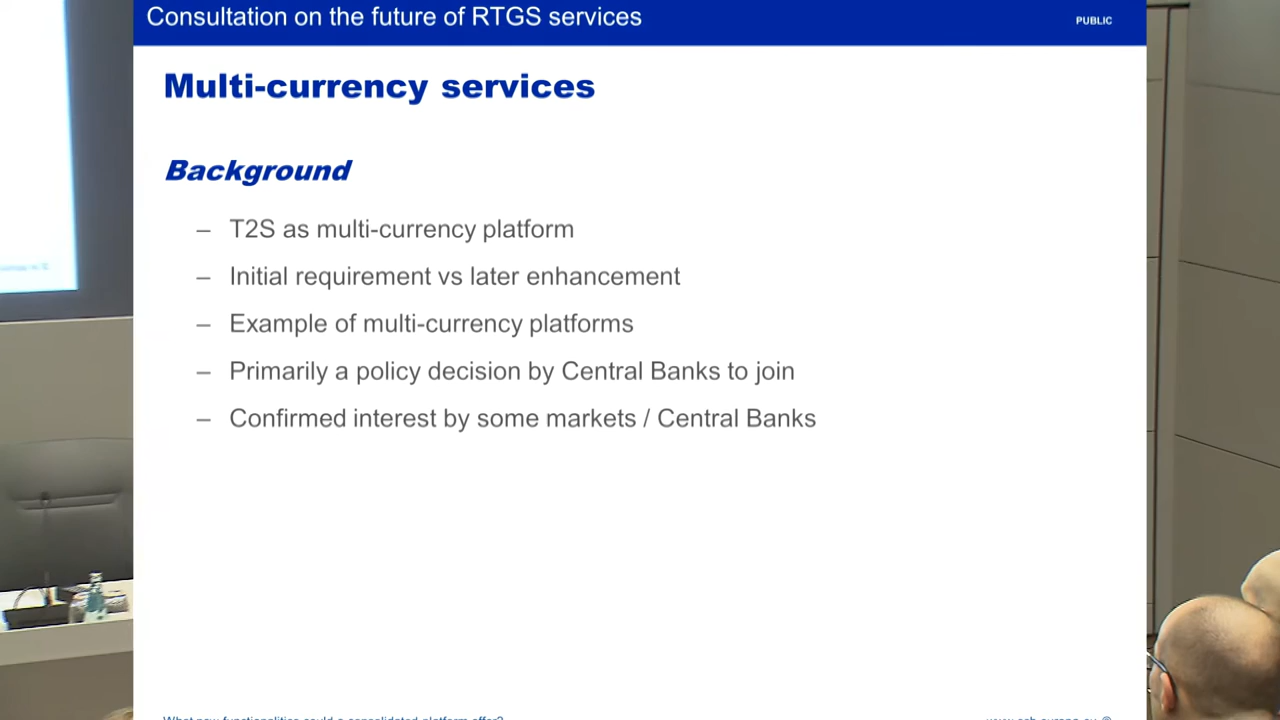 Consultation on the future of RTGS services
PUBLIC
Multi-currency services
Background
– T2S as multi-currency platform
– Initial requirement vs later enhancement
– Example of multi-currency platforms
– Primarily a policy decision by Central Banks to join
– Confirmed interest by some markets / Central Banks
What new functionalities could a consolidated platform offer?
www.ecb.europa.eu ©